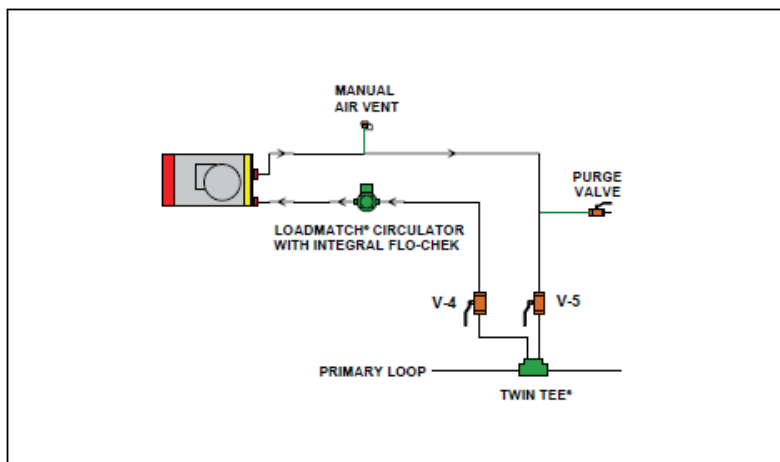 MANUAL
AIR VENT
PURGE
VALVE
LOADMATCH® CIRCULATOR
WITH INTEGRAL FLO-CHEK
V-4
V-5
PRIMARY LOOP
TWIN TEE®